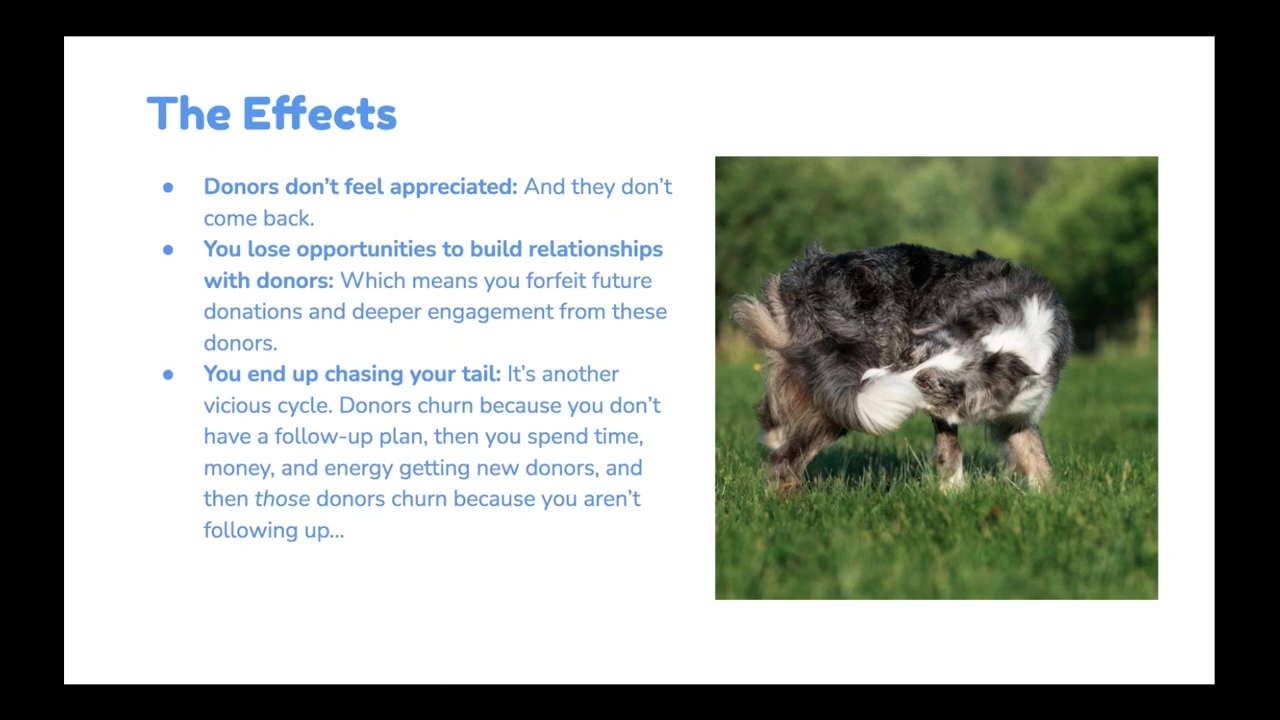 The Effects
● Donors don’t feel appreciated: And they don’t
come back.
● You lose opportunities to build relationships
with donors: Which means you forfeit future
donations and deeper engagement from these
donors.
● You end up chasing your tail: It’s another
vicious cycle. Donors churn because you don’t
have a follow-up plan, then you spend time,
money, and energy getting new donors, and
then those donors churn because you aren’t
following up...